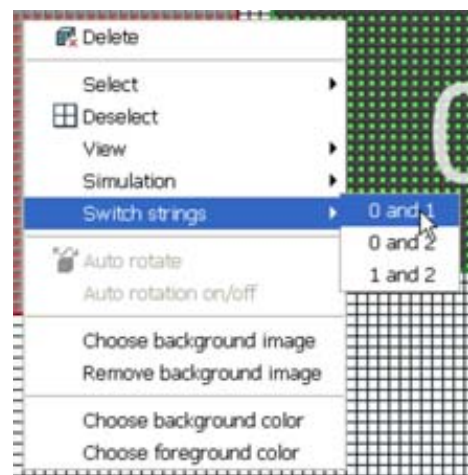 Delete
Select
Deselect
View
Simulation
Switch strings
0 and 1
0 and 2
1 and 2
Auto rotate
Auto rotation on/off
Choose background image
Remove background image
Choose background color
Choose foreground color